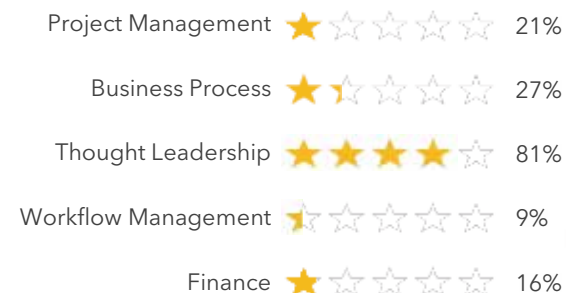 Project Management 21%
Business Process 27%
Thought Leadership 81%
Workflow Management 9%
Finance 16%